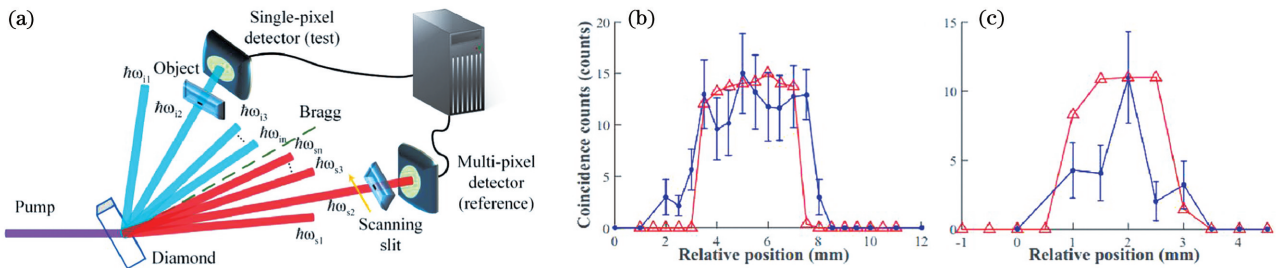 (a)
Single-pixel
detector (test)
Object
ℏω_i1
ℏω_i2
ℏω_i3
ℏω_in
Bragg
ℏω_sn
ℏω_s3
ℏω_s2
ℏω_s1
Multi-pixel
detector
(reference)
Scanning
slit
Pump
Diamond
(b)
Coincidence counts (counts)
20
15
10
5
0
0 2 4 6 8 10 12
Relative position (mm)
(c)
15
10
5
0
-1 0 1 2 3 4
Relative position (mm)